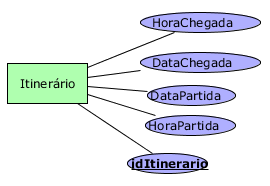 HoraChegada
DataChegada
Itinerário
DataPartida
HoraPartida
idItinerario